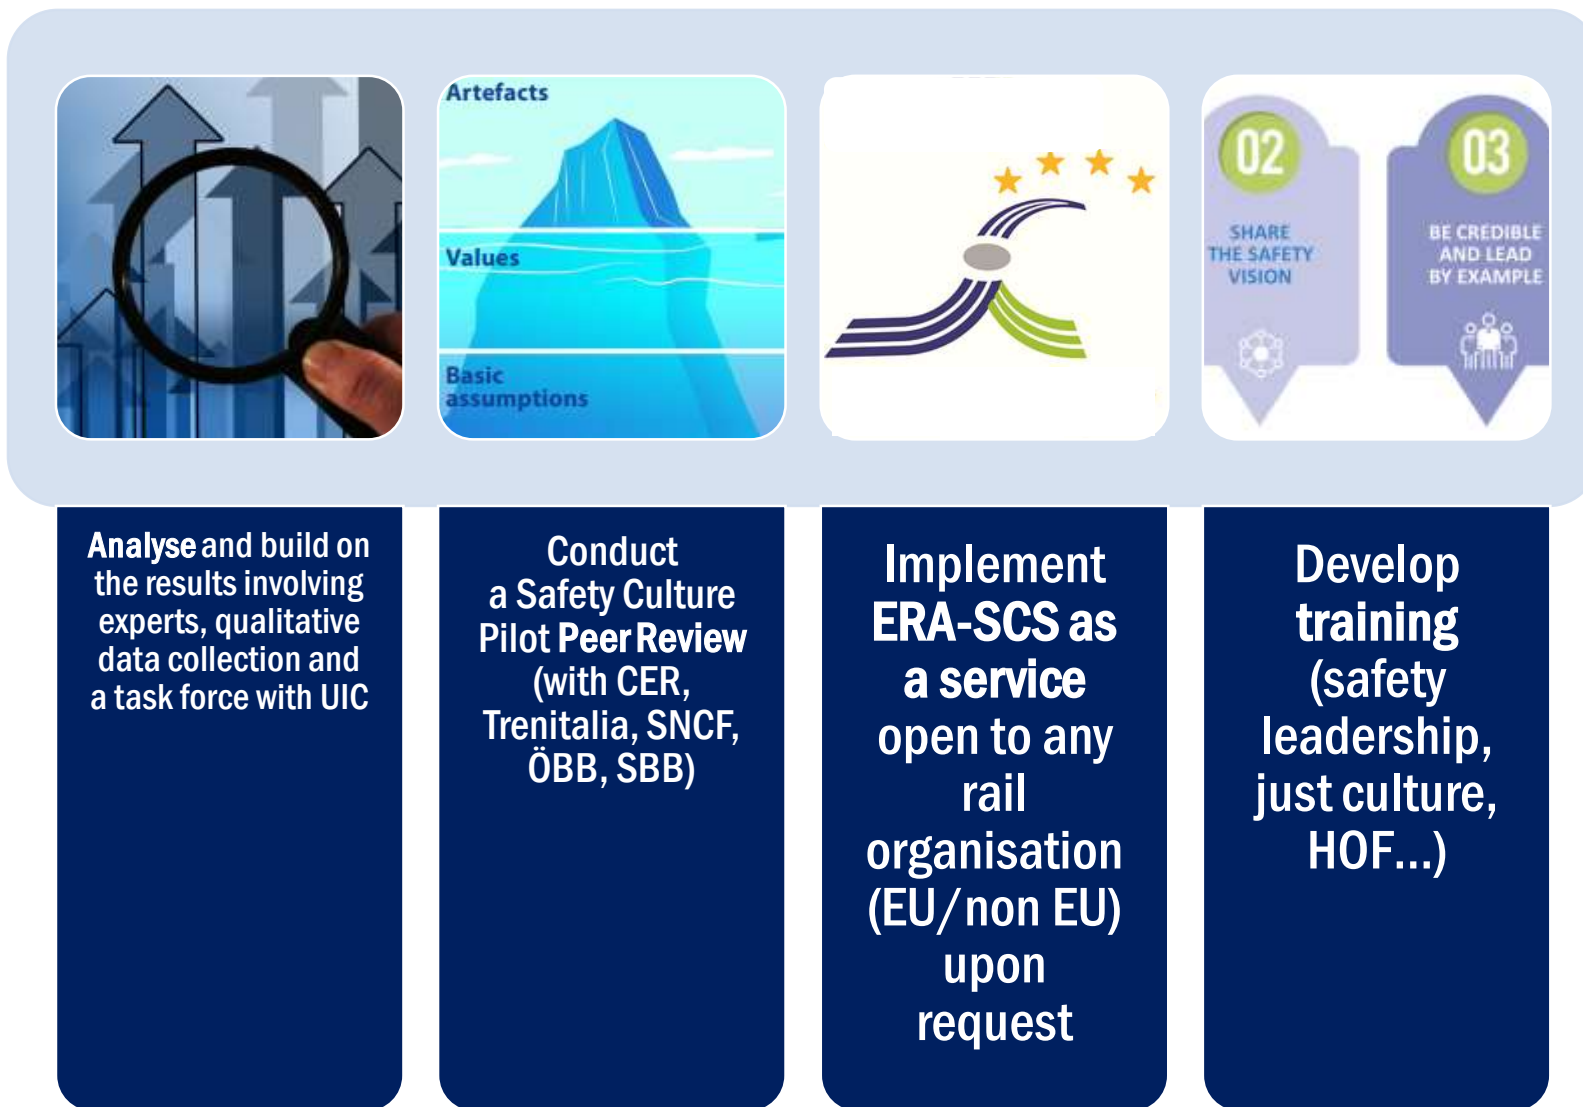 Artefacts
Values
Basic
assumptions
02
SHARE
THE SAFETY
VISION
03
BE CREDIBLE
AND LEAD
BY EXAMPLE
Analyse and build on
the results involving
experts, qualitative
data collection and
a task force with UIC
Conduct
a Safety Culture
Pilot Peer Review
(with CER,
Trenitalia, SNCF,
ÖBB, SBB)
Implement
ERA-SCS as
a service
open to any
rail
organisation
(EU/non EU)
upon
request
Develop
training
(safety
leadership,
just culture,
HOF...)